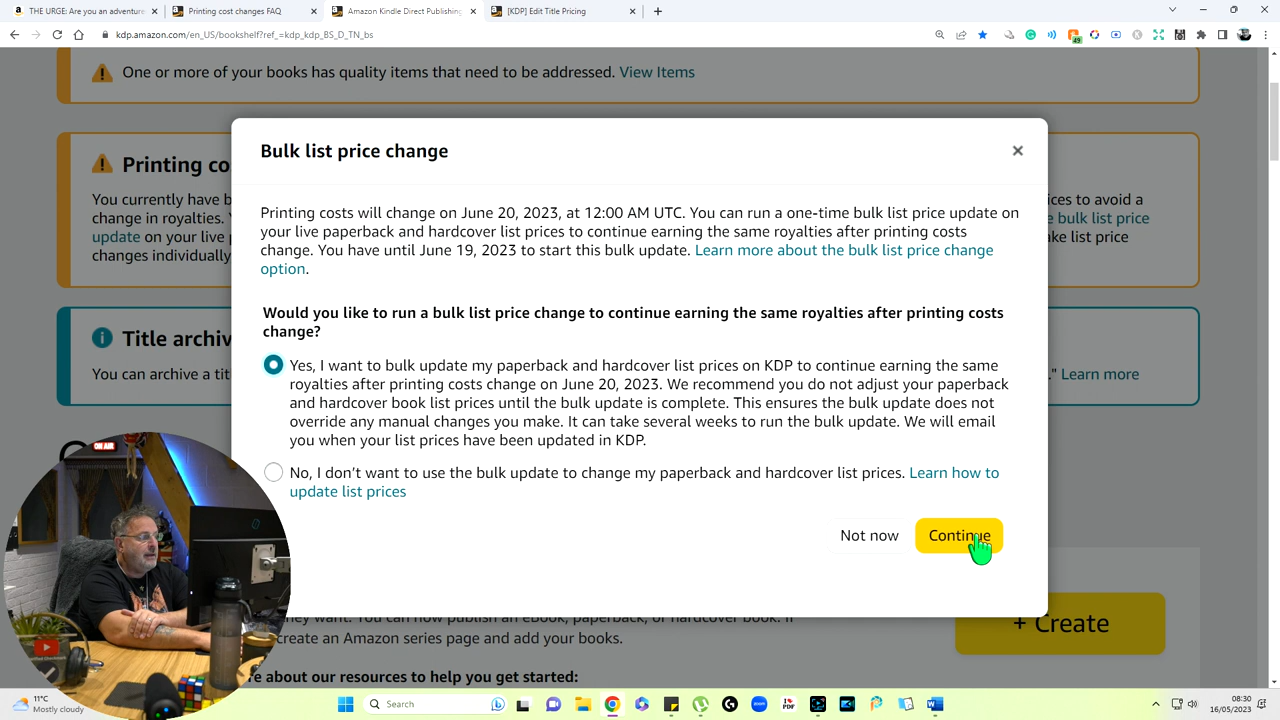 THE URGE: Are you an adventure
Printing cost changes FAQ
Amazon Kindle Direct Publishing
[KDP] Edit Title Pricing
kdp.amazon.com/en_US/bookshelf?ref_=kdp_kdp_BS_D_TN_bs
49
One or more of your books has quality items that need to be addressed. View Items
Bulk list price change
Printing co
You currently have b
change in royalties.
update on your live p
changes individually
ices to avoid a
e bulk list price
ake list price
Printing costs will change on June 20, 2023, at 12:00 AM UTC. You can run a one-time bulk list price update on
your live paperback and hardcover list prices to continue earning the same royalties after printing costs
change. You have until June 19, 2023 to start this bulk update. Learn more about the bulk list price change
option.
Would you like to run a bulk list price change to continue earning the same royalties after printing costs
change?
Title archiv
You can archive a tit
." Learn more
Yes, I want to bulk update my paperback and hardcover list prices on KDP to continue earning the same
royalties after printing costs change on June 20, 2023. We recommend you do not adjust your paperback
and hardcover book list prices until the bulk update is complete. This ensures the bulk update does not
override any manual changes you make. It can take several weeks to run the bulk update. We will email
you when your list prices have been updated in KDP.
No, I don't want to use the bulk update to change my paperback and hardcover list prices. Learn how to
update list prices
Not now
Continue
ON AIR
they want. You can now publish an eBook, paperback, or hardcover book. If
create an Amazon series page and add your books.
+ Create
re about our resources to help you get started:
11°C
Mostly cloudy
Search
08:30
16/05/2023